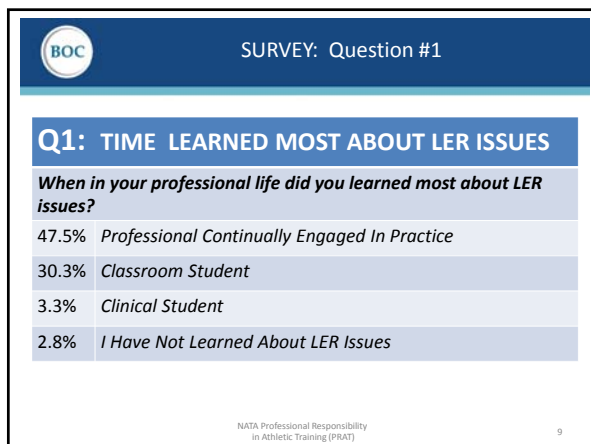 BOC
SURVEY: Question #1
Q1: TIME LEARNED MOST ABOUT LER ISSUES
When in your professional life did you learned most about LER
issues?
47.5% Professional Continually Engaged In Practice
30.3% Classroom Student
3.3% Clinical Student
2.8% I Have Not Learned About LER Issues
NATA Professional Responsibility
in Athletic Training (PRAT)
9